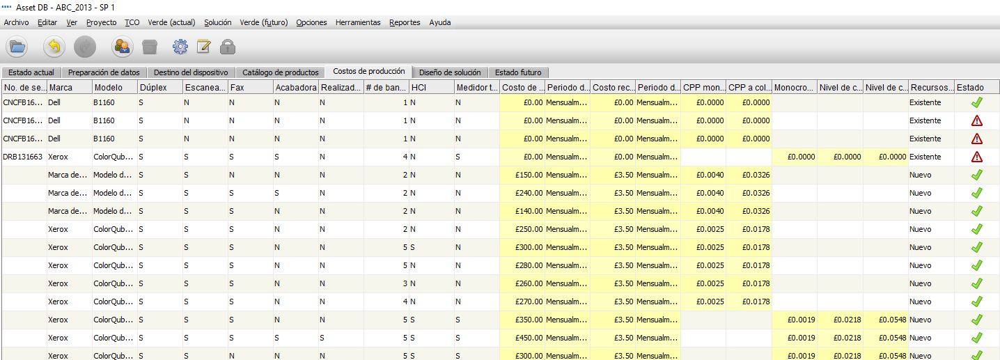 Asset DB - ABC_2013 - SP 1
Archivo Editar Ver Proyecto TCO Verde (actual) Solución Verde (futuro) Opciones Herramientas Reportes Ayuda
Estado actual Preparación de datos Destino del dispositivo Catálogo de productos Costos de producción Diseño de solución Estado futuro
No. de se... Marca Modelo Dúplex Escanea... Fax Acabadora Realizad... # de ban... HCI Medidor t... Costo de ... Periodo d... Costo rec... Periodo d... CPP mon... CPP a col... Monocro... Nivel de c... Nivel de c... Recursos... Estado
CNCFB16... Dell B1160 S N N N N 1 N N £0.00 Mensualm... £0.00 Mensualm... £0.0000 £0.0000 Existente
CNCFB16... Dell B1160 S N N N N 1 N N £0.00 Mensualm... £0.00 Mensualm... £0.0000 £0.0000 Existente
CNCFB16... Dell B1160 S N N N N 1 N N £0.00 Mensualm... £0.00 Mensualm... £0.0000 £0.0000 Existente
DRB131663 Xerox ColorQub... S S S S N 4 N S £0.00 Mensualm... £0.00 Mensualm... £0.0000 £0.0000 £0.0000 Existente
Marca de... Modelo d... S S N N N 2 N N £150.00 Mensualm... £3.50 Mensualm... £0.0040 £0.0326 Nuevo
Marca de... Modelo d... S S S S N 2 N N £240.00 Mensualm... £3.50 Mensualm... £0.0040 £0.0326 Nuevo
Marca de... Modelo d... S S S N N 2 N N £140.00 Mensualm... £3.50 Mensualm... £0.0040 £0.0326 Nuevo
Xerox ColorQub... S S S N N 2 N N £250.00 Mensualm... £3.50 Mensualm... £0.0025 £0.0178 Nuevo
Xerox ColorQub... S S S N N 5 S N £300.00 Mensualm... £3.50 Mensualm... £0.0025 £0.0178 Nuevo
Xerox ColorQub... S S S N N 5 N N £280.00 Mensualm... £3.50 Mensualm... £0.0025 £0.0178 Nuevo
Xerox ColorQub... S S S N N 3 N N £260.00 Mensualm... £3.50 Mensualm... £0.0025 £0.0178 Nuevo
Xerox ColorQub... S S S N N 4 N N £270.00 Mensualm... £3.50 Mensualm... £0.0025 £0.0178 Nuevo
Xerox ColorQub... S S S N N 5 S S £350.00 Mensualm... £3.50 Mensualm... £0.0019 £0.0218 £0.0548 Nuevo
Xerox ColorQub... S S S S S 5 N S £450.00 Mensualm... £3.50 Mensualm... £0.0019 £0.0218 £0.0548 Nuevo
Xerox ColorQub... S S N N N 5 S S £300.00 Mensualm... £3.50 Mensualm... £0.0019 £0.0218 £0.0548 Nuevo